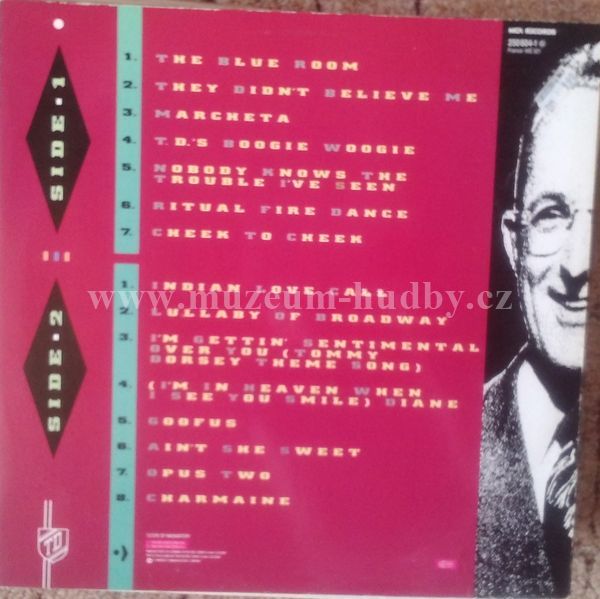 SIDE·1
1. THE BLUE ROOM
2. THEY DIDN'T BELIEVE ME
3. MARCHETA
4. T.D.'S BOOGIE WOOGIE
5. NOBODY KNOWS THE
TROUBLE I'VE SEEN
6. RITUAL FIRE DANCE
7. CHEEK TO CHEEK
SIDE·2
1. INDIAN LOVE CALL
2. LULLABY OF BROADWAY
3. I'M GETTIN' SENTIMENTAL
OVER YOU (TOMMY
DORSEY THEME SONG)
4. (I'M IN HEAVEN WHEN
I SEE YOU SMILE) DIANE
5. GOOFUS
6. AIN'T SHE SWEET
7. OPUS TWO
8. CHARMAINE
TD
MCA RECORDS
www.muzeum-hudby.cz